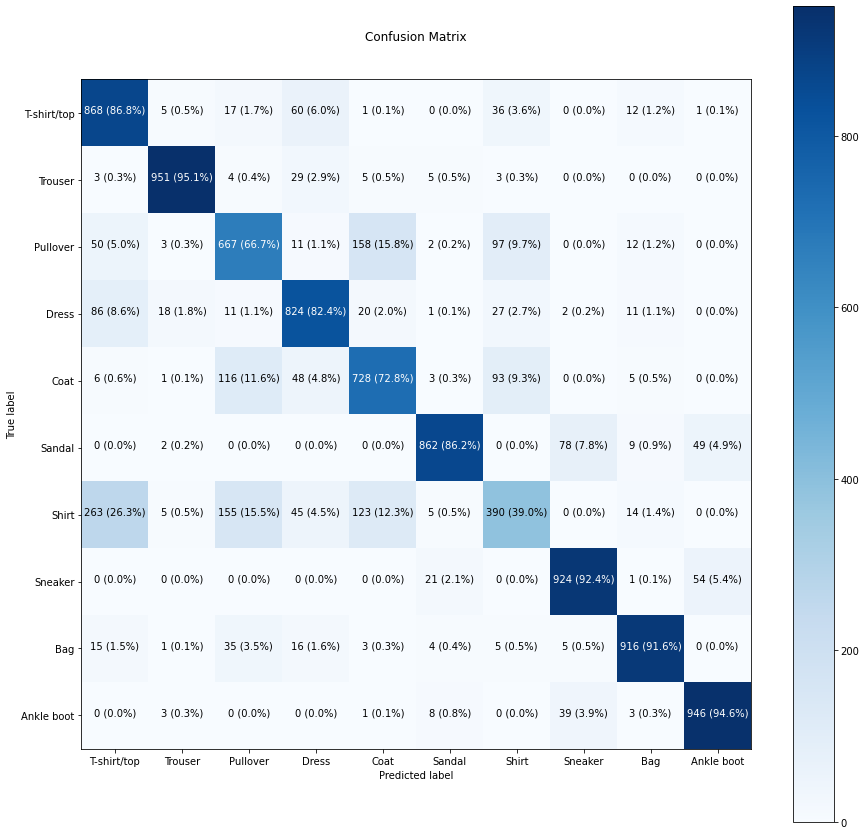 Confusion Matrix
T-shirt/top 868 (86.8%) 5 (0.5%) 17 (1.7%) 60 (6.0%) 1 (0.1%) 0 (0.0%) 36 (3.6%) 0 (0.0%) 12 (1.2%) 1 (0.1%)
Trouser 3 (0.3%) 951 (95.1%) 4 (0.4%) 29 (2.9%) 5 (0.5%) 5 (0.5%) 3 (0.3%) 0 (0.0%) 0 (0.0%) 0 (0.0%)
Pullover 50 (5.0%) 3 (0.3%) 667 (66.7%) 11 (1.1%) 158 (15.8%) 2 (0.2%) 97 (9.7%) 0 (0.0%) 12 (1.2%) 0 (0.0%)
Dress 86 (8.6%) 18 (1.8%) 11 (1.1%) 824 (82.4%) 20 (2.0%) 1 (0.1%) 27 (2.7%) 2 (0.2%) 11 (1.1%) 0 (0.0%)
Coat 6 (0.6%) 1 (0.1%) 116 (11.6%) 48 (4.8%) 728 (72.8%) 3 (0.3%) 93 (9.3%) 0 (0.0%) 5 (0.5%) 0 (0.0%)
Sandal 0 (0.0%) 2 (0.2%) 0 (0.0%) 0 (0.0%) 0 (0.0%) 862 (86.2%) 0 (0.0%) 78 (7.8%) 9 (0.9%) 49 (4.9%)
Shirt 263 (26.3%) 5 (0.5%) 155 (15.5%) 45 (4.5%) 123 (12.3%) 5 (0.5%) 390 (39.0%) 0 (0.0%) 14 (1.4%) 0 (0.0%)
Sneaker 0 (0.0%) 0 (0.0%) 0 (0.0%) 0 (0.0%) 0 (0.0%) 21 (2.1%) 0 (0.0%) 924 (92.4%) 1 (0.1%) 54 (5.4%)
Bag 15 (1.5%) 1 (0.1%) 35 (3.5%) 16 (1.6%) 3 (0.3%) 4 (0.4%) 5 (0.5%) 5 (0.5%) 916 (91.6%) 0 (0.0%)
Ankle boot 0 (0.0%) 3 (0.3%) 0 (0.0%) 0 (0.0%) 1 (0.1%) 8 (0.8%) 0 (0.0%) 39 (3.9%) 3 (0.3%) 946 (94.6%)
T-shirt/top Trouser Pullover Dress Coat Sandal Shirt Sneaker Bag Ankle boot
Predicted label
True label
800
600
400
200
0